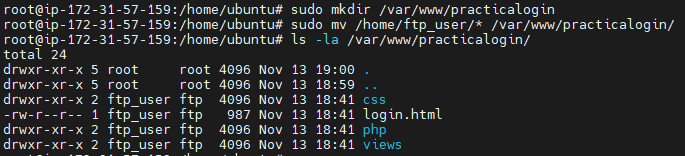 root@ip-172-31-57-159:/home/ubuntu# sudo mkdir /var/www/practicalogin
root@ip-172-31-57-159:/home/ubuntu# sudo mv /home/ftp_user/* /var/www/practicalogin/
root@ip-172-31-57-159:/home/ubuntu# ls -la /var/www/practicalogin/
total 24
drwxr-xr-x 5 root     root 4096 Nov 13 19:00 .
drwxr-xr-x 5 root     root 4096 Nov 13 18:59 ..
drwxr-xr-x 2 ftp_user ftp  4096 Nov 13 18:41 css
-rw-r--r-- 1 ftp_user ftp   987 Nov 13 18:41 login.html
drwxr-xr-x 2 ftp_user ftp  4096 Nov 13 18:41 php
drwxr-xr-x 2 ftp_user ftp  4096 Nov 13 18:41 views